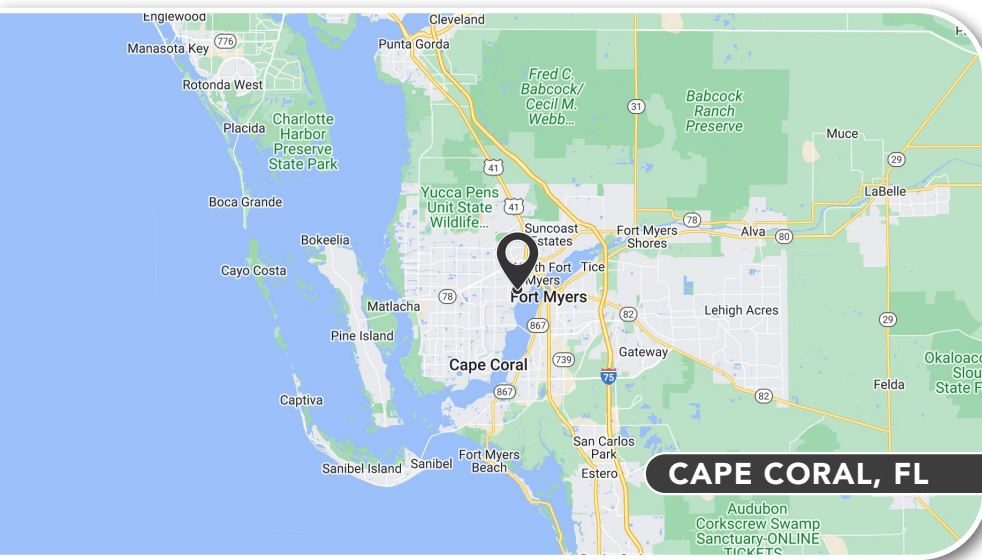 Englewood
Cleveland
776
Manasota Key
Punta Gorda
Fred C.
Babcock/
Cecil M.
Webb...
Rotonda West
Babcock
Ranch
Preserve
31
Placida
Charlotte
Harbor
Preserve
State Park
Muce
29
41
LaBelle
Yucca Pens
Unit State
Wildlife...
Boca Grande
41
78
Suncoast
Estates
Fort Myers
Shores
Alva
80
Bokeelia
Cayo Costa
th Fort
Myers
Tice
78
Fort Myers
Matlacha
Lehigh Acres
82
29
867
Pine Island
Gateway
739
Cape Coral
Okaloac
Slou
State F
75
Felda
867
82
Captiva
San Carlos
Park
Fort Myers
Beach
Sanibel Island
Sanibel
Estero
CAPE CORAL, FL
Audubon
Corkscrew Swamp
Sanctuary-ONLINE
TICKETS